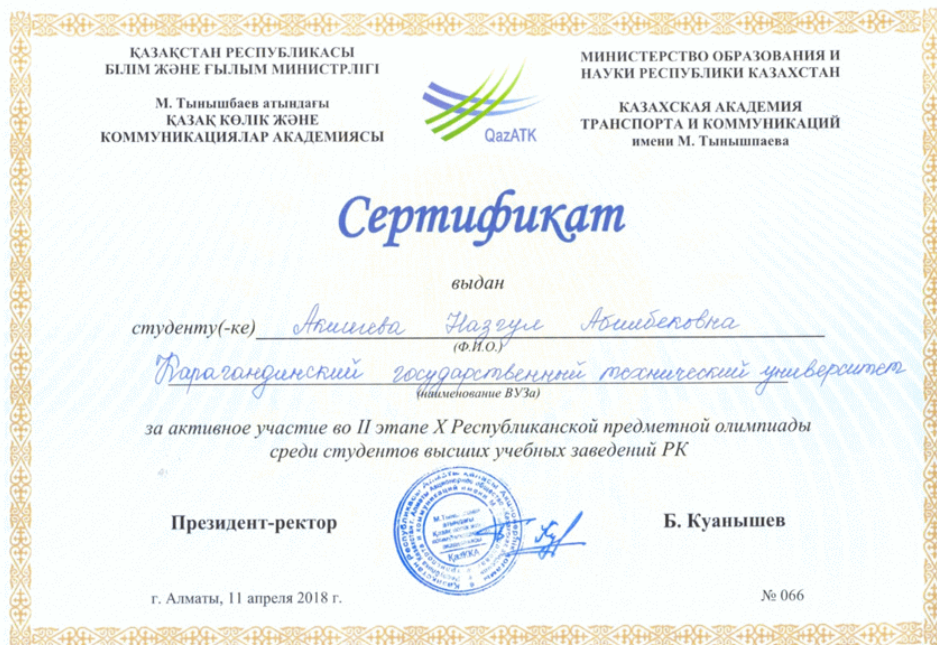 ҚАЗАҚСТАН РЕСПУБЛИКАСЫ
БІЛІМ ЖӘНЕ ҒЫЛЫМ МИНИСТРЛІГІ
М. Тынышбаев атындағы
ҚАЗАҚ КӨЛІК ЖӘНЕ
КОММУНИКАЦИЯЛАР АКАДЕМИЯСЫ
QazATK
МИНИСТЕРСТВО ОБРАЗОВАНИЯ И
НАУКИ РЕСПУБЛИКИ КАЗАХСТАН
КАЗАХСКАЯ АКАДЕМИЯ
ТРАНСПОРТА И КОММУНИКАЦИЙ
имени М. Тынышпаева
Сертификат
выдан
студенту(-ке) Назгул
(Ф.И.О.)
Карагандинский государственный технический университет
(наименование ВУЗа)
за активное участие во II этапе X Республиканской предметной олимпиады
среди студентов высших учебных заведений РК
Президент-ректор
Б. Куанышев
г. Алматы, 11 апреля 2018 г.
№ 066